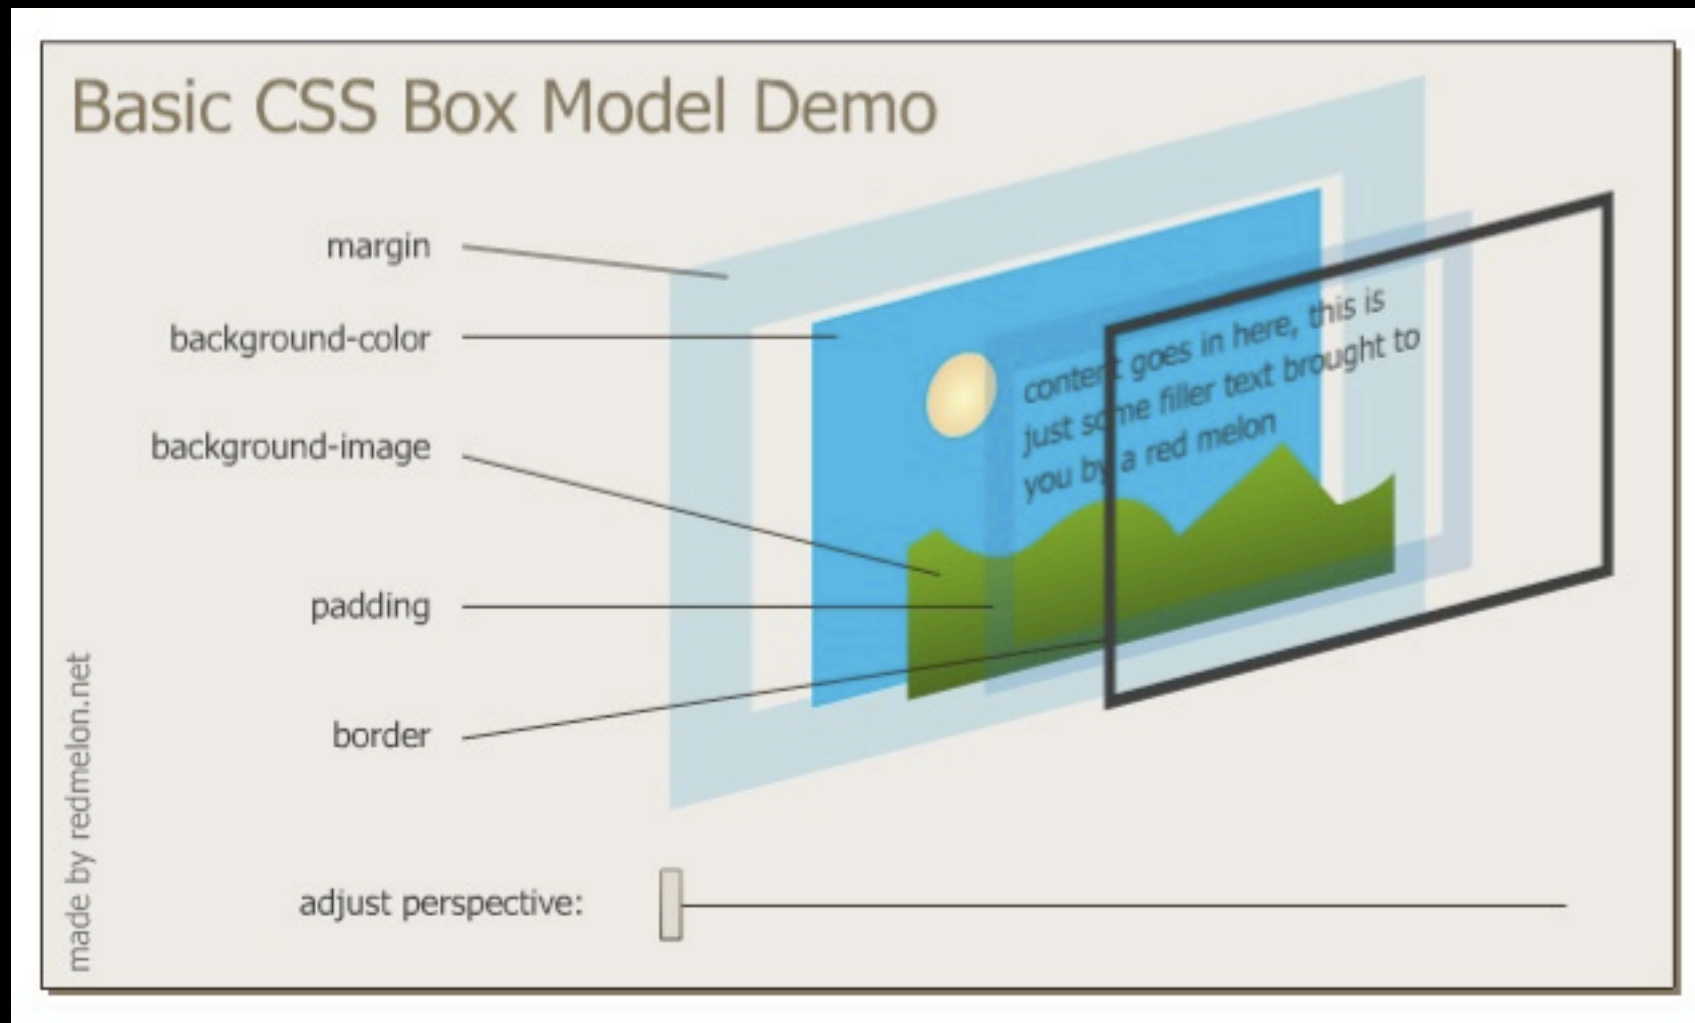 Basic CSS Box Model Demo
margin
background-color
background-image
padding
border
content goes in here, this is
just some filler text brought to
you by a red melon
adjust perspective:
made by redmelon.net